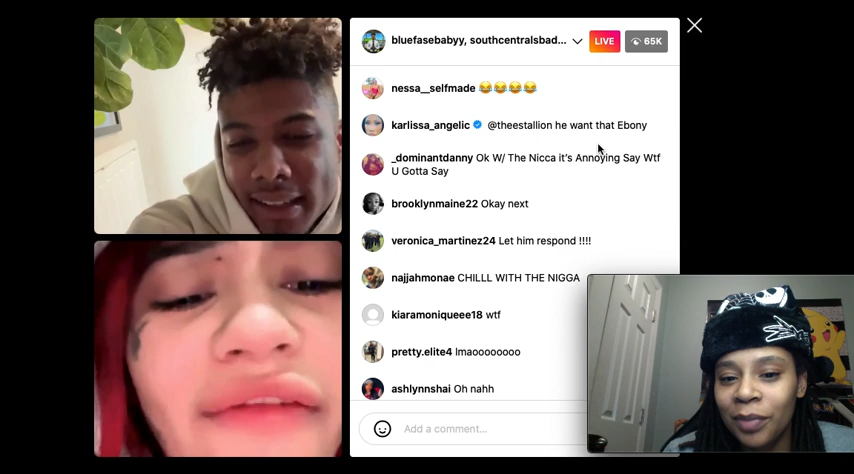 bluefasebabyy, southcentralsbad...
LIVE
65K
nessa__selfmade 😂😂😂😂
karlissa_angelic @theestallion he want that Ebony
_dominantdanny Ok W/ The Nicca it's Annoying Say Wtf
U Gotta Say
brooklynmaine22 Okay next
veronica_martinez24 Let him respond !!!!
najjahmonae CHILLL WITH THE NIGGA
kiaramoniqueee18 wtf
pretty.elite4 lmaooooooooo
ashlynnshai Oh nahh
Add a comment...